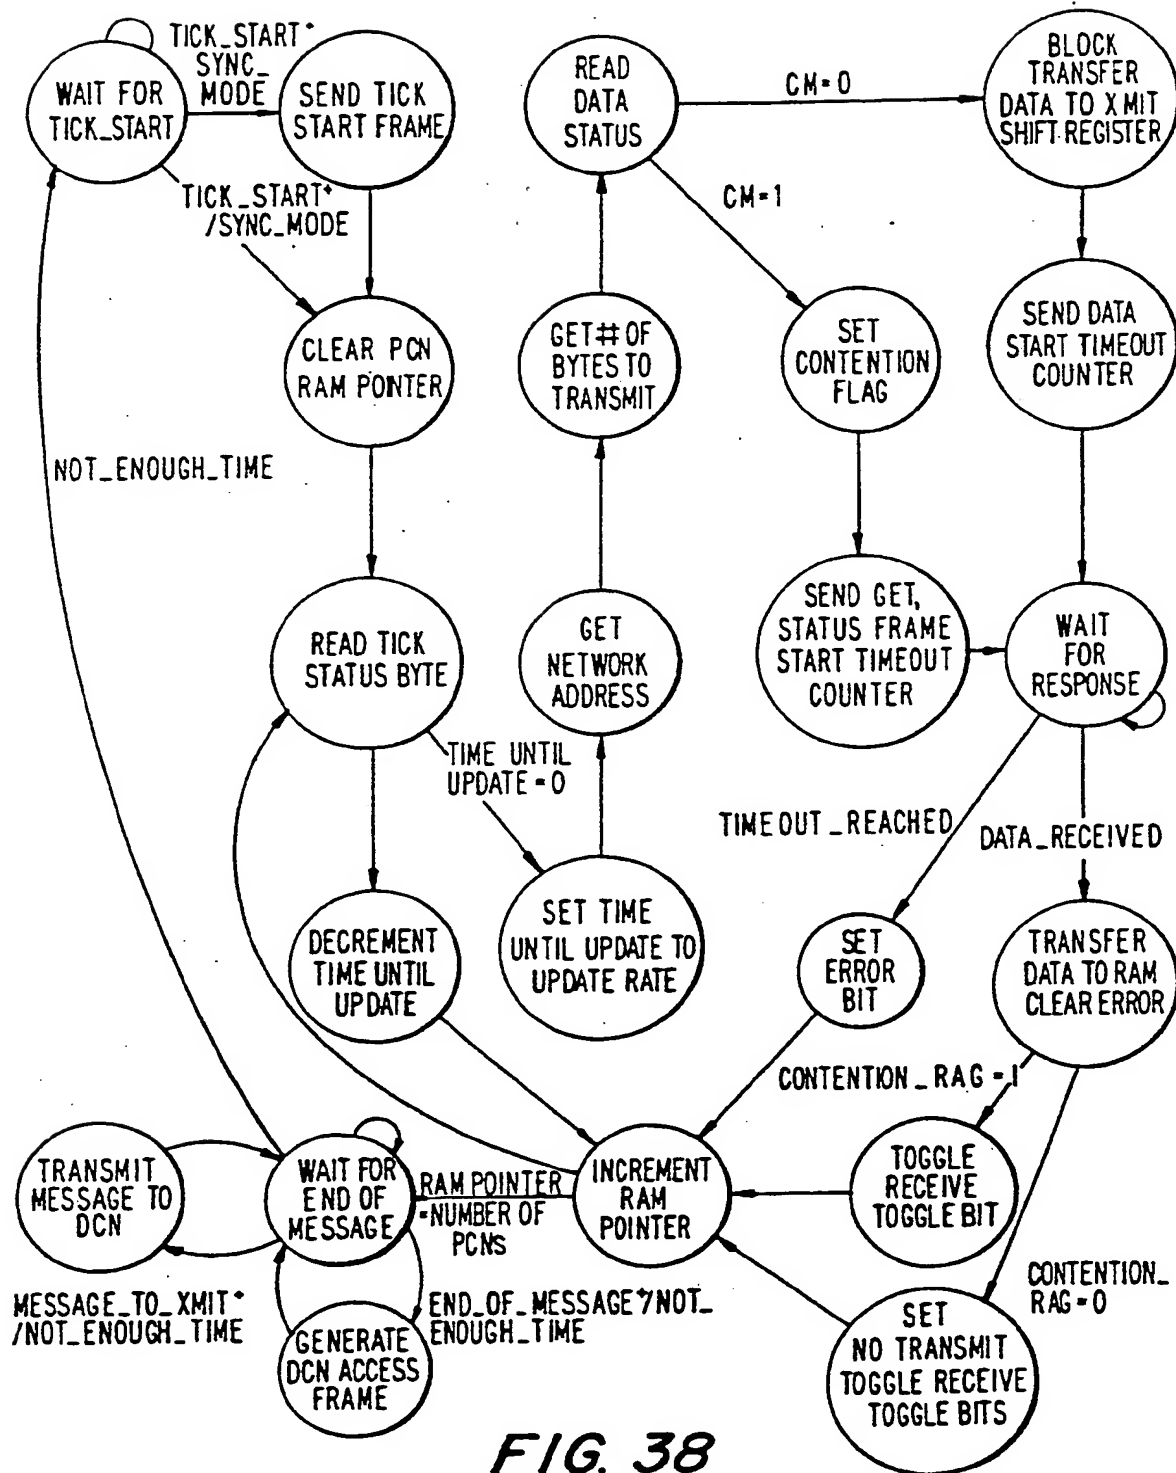 TICK_START*
SYNC_
MODE
WAIT FOR
TICK_START
SEND TICK
START FRAME
READ
DATA
STATUS
CM=0
BLOCK
TRANSFER
DATA TO XMIT
SHIFT REGISTER
TICK_START*
/SYNC_MODE
CM=1
CLEAR PCN
RAM POINTER
GET # OF
BYTES TO
TRANSMIT
SET
CONTENTION
FLAG
SEND DATA
START TIMEOUT
COUNTER
NOT_ENOUGH_TIME
READ TICK
STATUS BYTE
GET
NETWORK
ADDRESS
SEND GET,
STATUS FRAME
START TIMEOUT
COUNTER
WAIT
FOR
RESPONSE
TIME UNTIL
UPDATE=0
TIMEOUT_REACHED
DATA_RECEIVED
DECREMENT
TIME UNTIL
UPDATE
SET TIME
UNTIL UPDATE TO
UPDATE RATE
SET
ERROR
BIT
TRANSFER
DATA TO RAM
CLEAR ERROR
CONTENTION_RAG=1
TRANSMIT
MESSAGE TO
DCN
WAIT FOR
END OF
MESSAGE
RAM POINTER
=NUMBER OF
PCNs
INCREMENT
RAM
POINTER
TOGGLE
RECEIVE
TOGGLE BIT
CONTENTION_
RAG=0
MESSAGE_TO_XMIT*
/NOT_ENOUGH_TIME
GENERATE
DCN ACCESS
FRAME
END_OF_MESSAGE*/NOT_
ENOUGH_TIME
SET
NO TRANSMIT
TOGGLE RECEIVE
TOGGLE BITS
FIG. 38